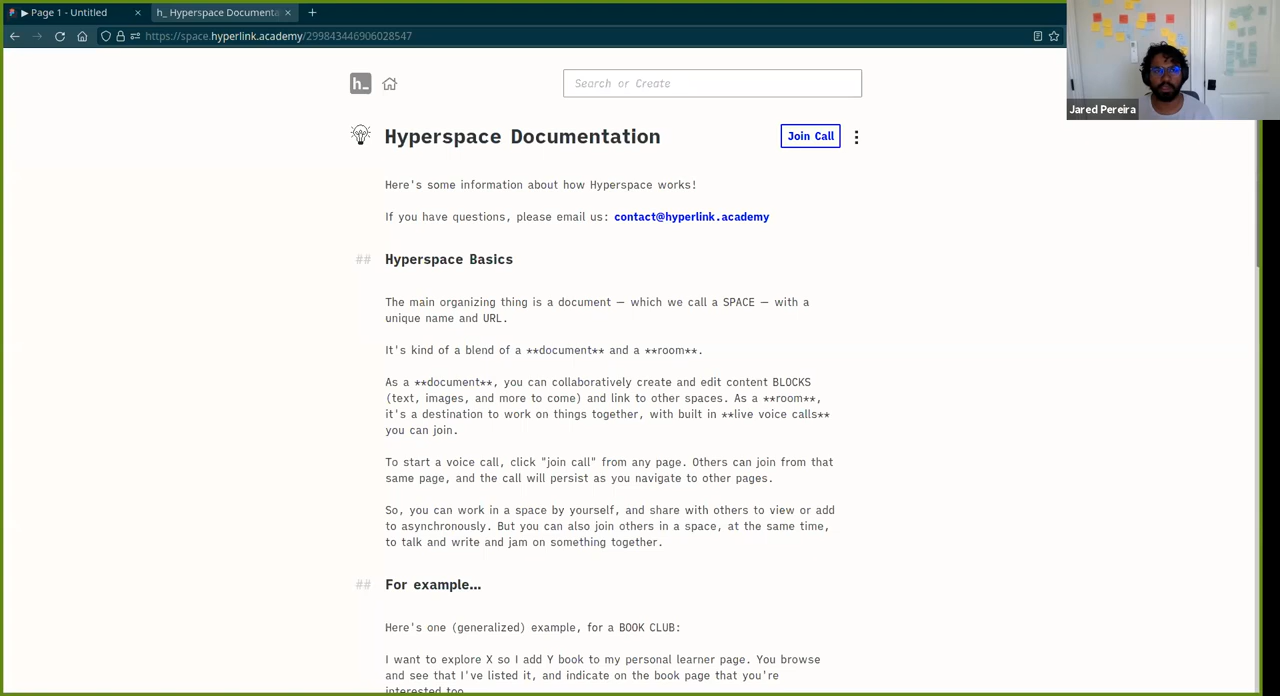 ▶ Page 1 - Untitled
h_ Hyperspace Documenta
https://space.hyperlink.academy/299843446906028547
Jared Pereira
h_
Search or Create
Hyperspace Documentation
Join Call
Here's some information about how Hyperspace works!
If you have questions, please email us: contact@hyperlink.academy
## Hyperspace Basics
The main organizing thing is a document — which we call a SPACE — with a
unique name and URL.
It's kind of a blend of a **document** and a **room**.
As a **document**, you can collaboratively create and edit content BLOCKS
(text, images, and more to come) and link to other spaces. As a **room**,
it's a destination to work on things together, with built in **live voice calls**
you can join.
To start a voice call, click "join call" from any page. Others can join from that
same page, and the call will persist as you navigate to other pages.
So, you can work in a space by yourself, and share with others to view or add
to asynchronously. But you can also join others in a space, at the same time,
to talk and write and jam on something together.
## For example...
Here's one (generalized) example, for a BOOK CLUB:
I want to explore X so I add Y book to my personal learner page. You browse
and see that I've listed it, and indicate on the book page that you're
interested too.